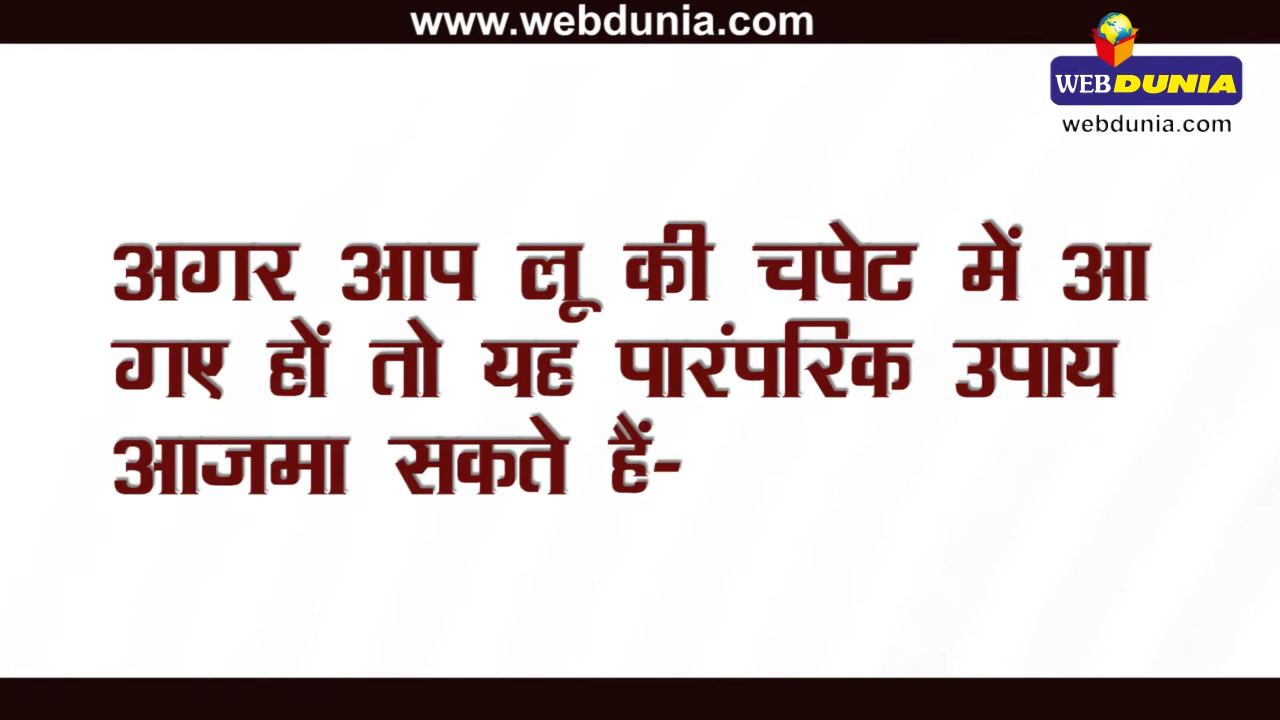 www.webdunia.com
WEBDUNIA
webdunia.com
अगर आप लू की चपेट में आ
गए हों तो यह पारंपरिक उपाय
आजमा सकते हैं-